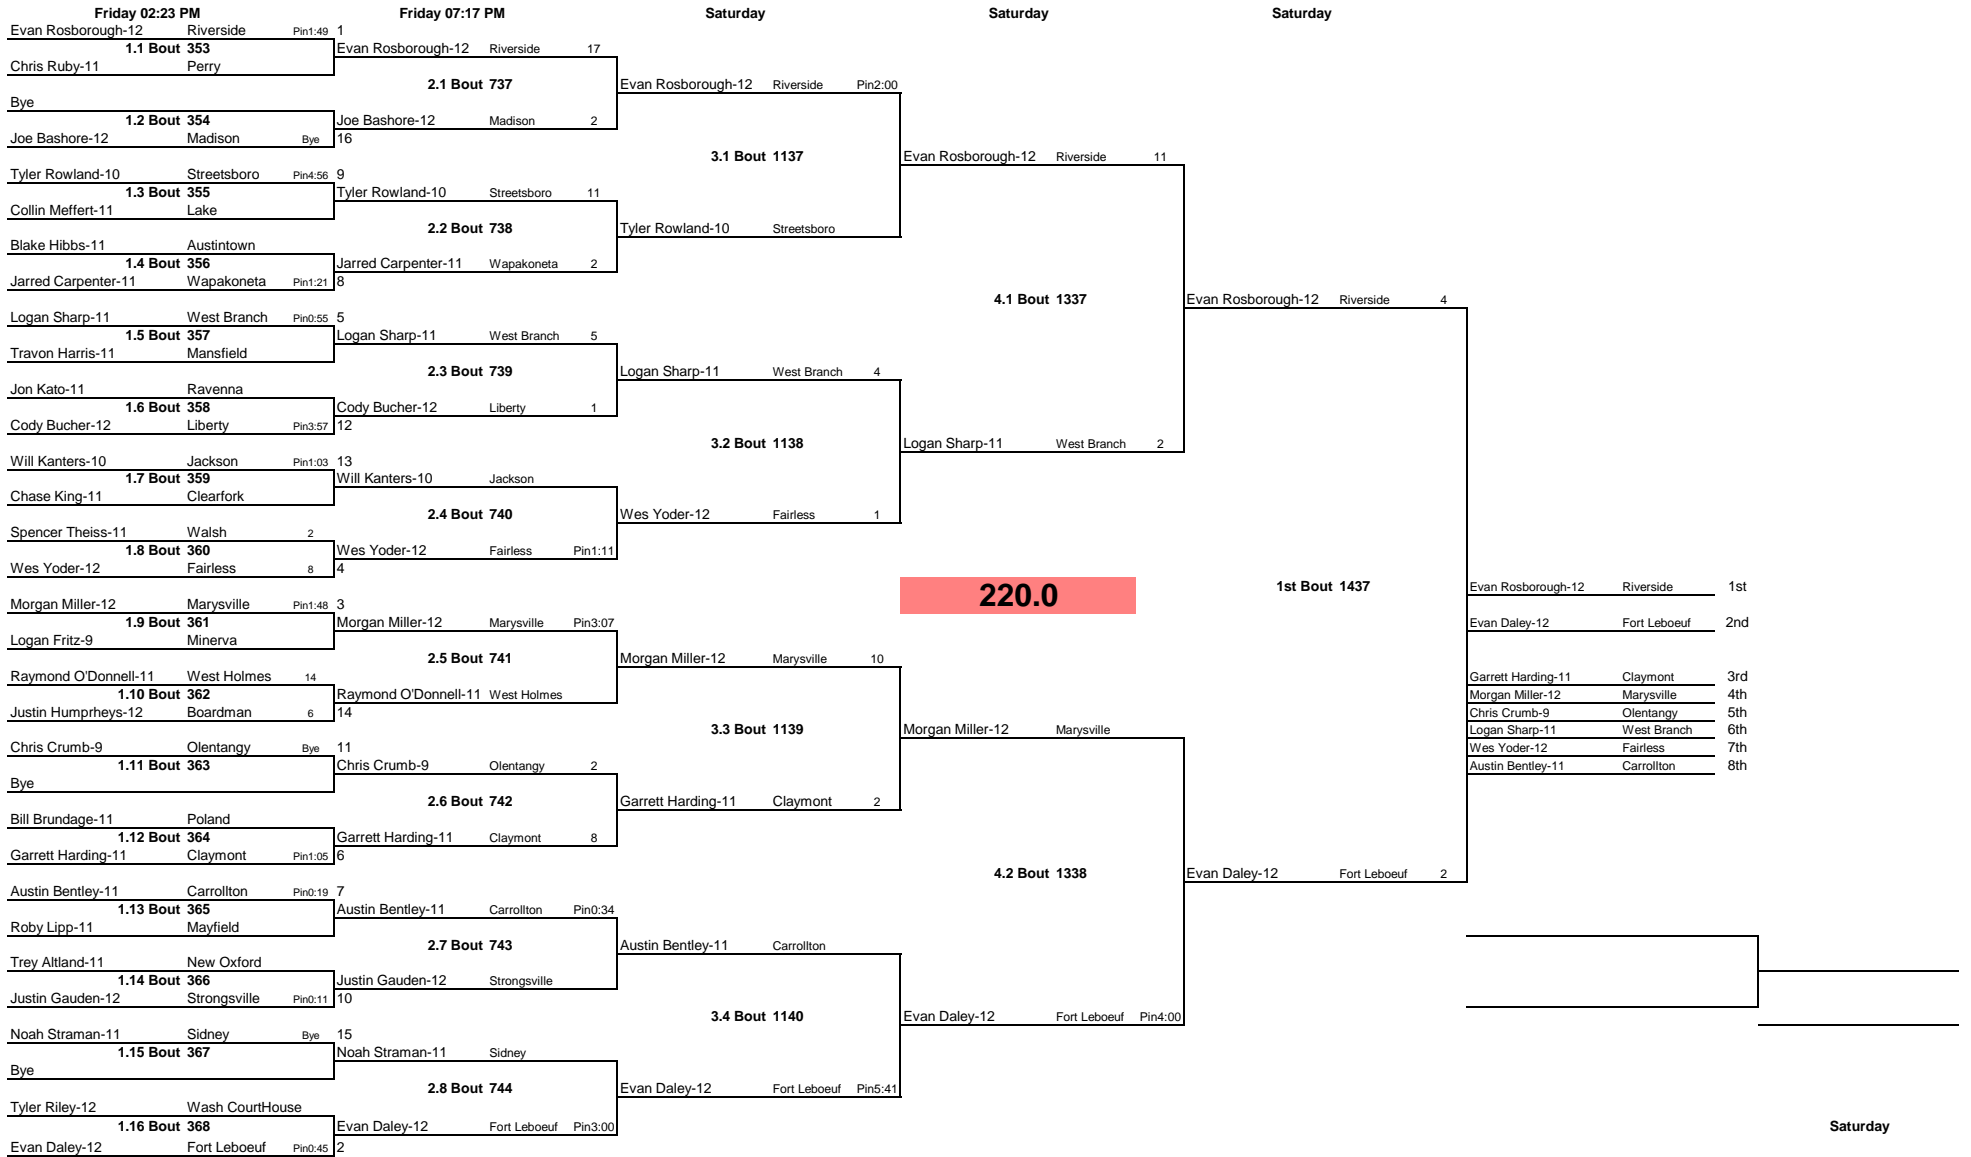 Friday 02:23 PM Friday 07:17 PM Saturday Saturday Saturday
Evan Rosborough-12 Riverside Pin1:49 1
1.1 Bout 353 Evan Rosborough-12 Riverside 17
Chris Ruby-11 Perry
2.1 Bout 737 Evan Rosborough-12 Riverside Pin2:00
Bye
1.2 Bout 354 Joe Bashore-12 Madison 2
Joe Bashore-12 Madison Bye 16
3.1 Bout 1137 Evan Rosborough-12 Riverside 11
Tyler Rowland-10 Streetsboro Pin4:56 9
1.3 Bout 355 Tyler Rowland-10 Streetsboro 11
Collin Meffert-11 Lake
2.2 Bout 738 Tyler Rowland-10 Streetsboro
Blake Hibbs-11 Austintown
1.4 Bout 356 Jarred Carpenter-11 Wapakoneta 2
Jarred Carpenter-11 Wapakoneta Pin1:21 8
4.1 Bout 1337 Evan Rosborough-12 Riverside 4
Logan Sharp-11 West Branch Pin0:55 5
1.5 Bout 357 Logan Sharp-11 West Branch 5
Travon Harris-11 Mansfield
2.3 Bout 739 Logan Sharp-11 West Branch 4
Jon Kato-11 Ravenna
1.6 Bout 358 Cody Bucher-12 Liberty 1
Cody Bucher-12 Liberty Pin3:57 12
3.2 Bout 1138 Logan Sharp-11 West Branch 2
Will Kanters-10 Jackson Pin1:03 13
1.7 Bout 359 Will Kanters-10 Jackson
Chase King-11 Clearfork
2.4 Bout 740 Wes Yoder-12 Fairless 1
Spencer Theiss-11 Walsh 2
1.8 Bout 360 Wes Yoder-12 Fairless Pin1:11
Wes Yoder-12 Fairless 8 4
220.0 1st Bout 1437 Evan Rosborough-12 Riverside 1st
Morgan Miller-12 Marysville Pin1:48 3
1.9 Bout 361 Morgan Miller-12 Marysville Pin3:07 Evan Daley-12 Fort Leboeuf 2nd
Logan Fritz-9 Minerva
2.5 Bout 741 Morgan Miller-12 Marysville 10
Raymond O'Donnell-11 West Holmes 14 Garrett Harding-11 Claymont 3rd
1.10 Bout 362 Raymond O'Donnell-11 West Holmes Morgan Miller-12 Marysville 4th
Justin Humprheys-12 Boardman 6 14 Chris Crumb-9 Olentangy 5th
3.3 Bout 1139 Morgan Miller-12 Marysville Logan Sharp-11 West Branch 6th
Chris Crumb-9 Olentangy Bye 11 Wes Yoder-12 Fairless 7th
1.11 Bout 363 Chris Crumb-9 Olentangy 2 Austin Bentley-11 Carrollton 8th
Bye
2.6 Bout 742 Garrett Harding-11 Claymont 2
Bill Brundage-11 Poland
1.12 Bout 364 Garrett Harding-11 Claymont 8
Garrett Harding-11 Claymont Pin1:05 6
4.2 Bout 1338 Evan Daley-12 Fort Leboeuf 2
Austin Bentley-11 Carrollton Pin0:19 7
1.13 Bout 365 Austin Bentley-11 Carrollton Pin0:34
Roby Lipp-11 Mayfield
2.7 Bout 743 Austin Bentley-11 Carrollton
Trey Altland-11 New Oxford
1.14 Bout 366 Justin Gauden-12 Strongsville
Justin Gauden-12 Strongsville Pin0:11 10
3.4 Bout 1140 Evan Daley-12 Fort Leboeuf Pin4:00
Noah Straman-11 Sidney Bye 15
1.15 Bout 367 Noah Straman-11 Sidney
Bye
2.8 Bout 744 Evan Daley-12 Fort Leboeuf Pin5:41
Tyler Riley-12 Wash CourtHouse
1.16 Bout 368 Evan Daley-12 Fort Leboeuf Pin3:00 Saturday
Evan Daley-12 Fort Leboeuf Pin0:45 2